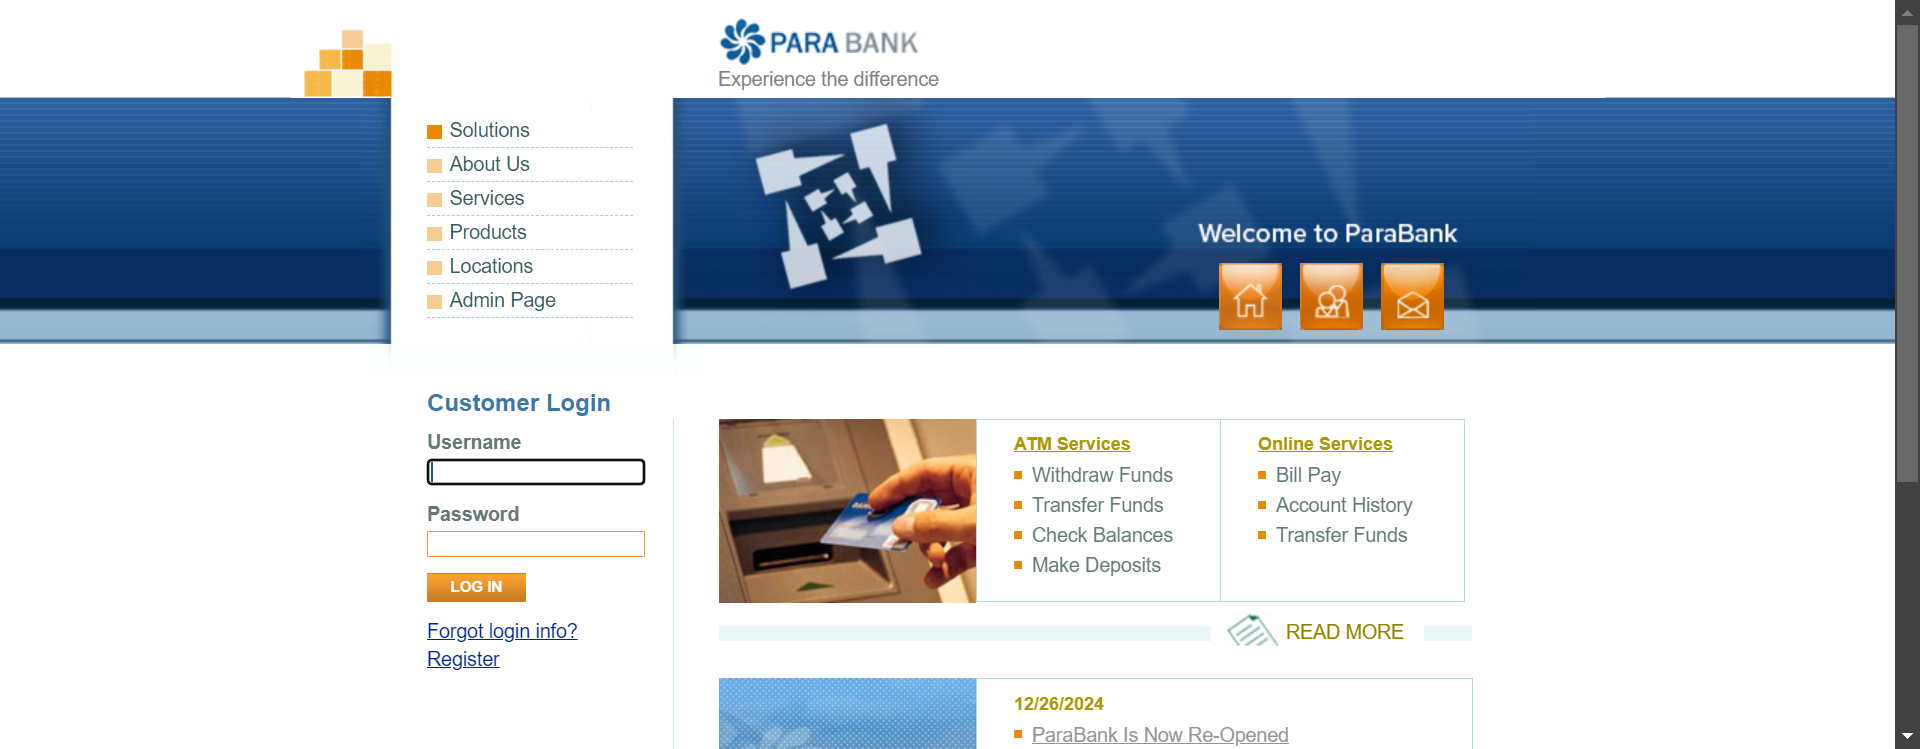 PARA BANK
Experience the difference
Solutions
About Us
Services
Products
Locations
Admin Page
Welcome to ParaBank
Customer Login
Username
Password
LOG IN
Forgot login info?
Register
ATM Services
Withdraw Funds
Transfer Funds
Check Balances
Make Deposits
Online Services
Bill Pay
Account History
Transfer Funds
READ MORE
12/26/2024
ParaBank Is Now Re-Opened